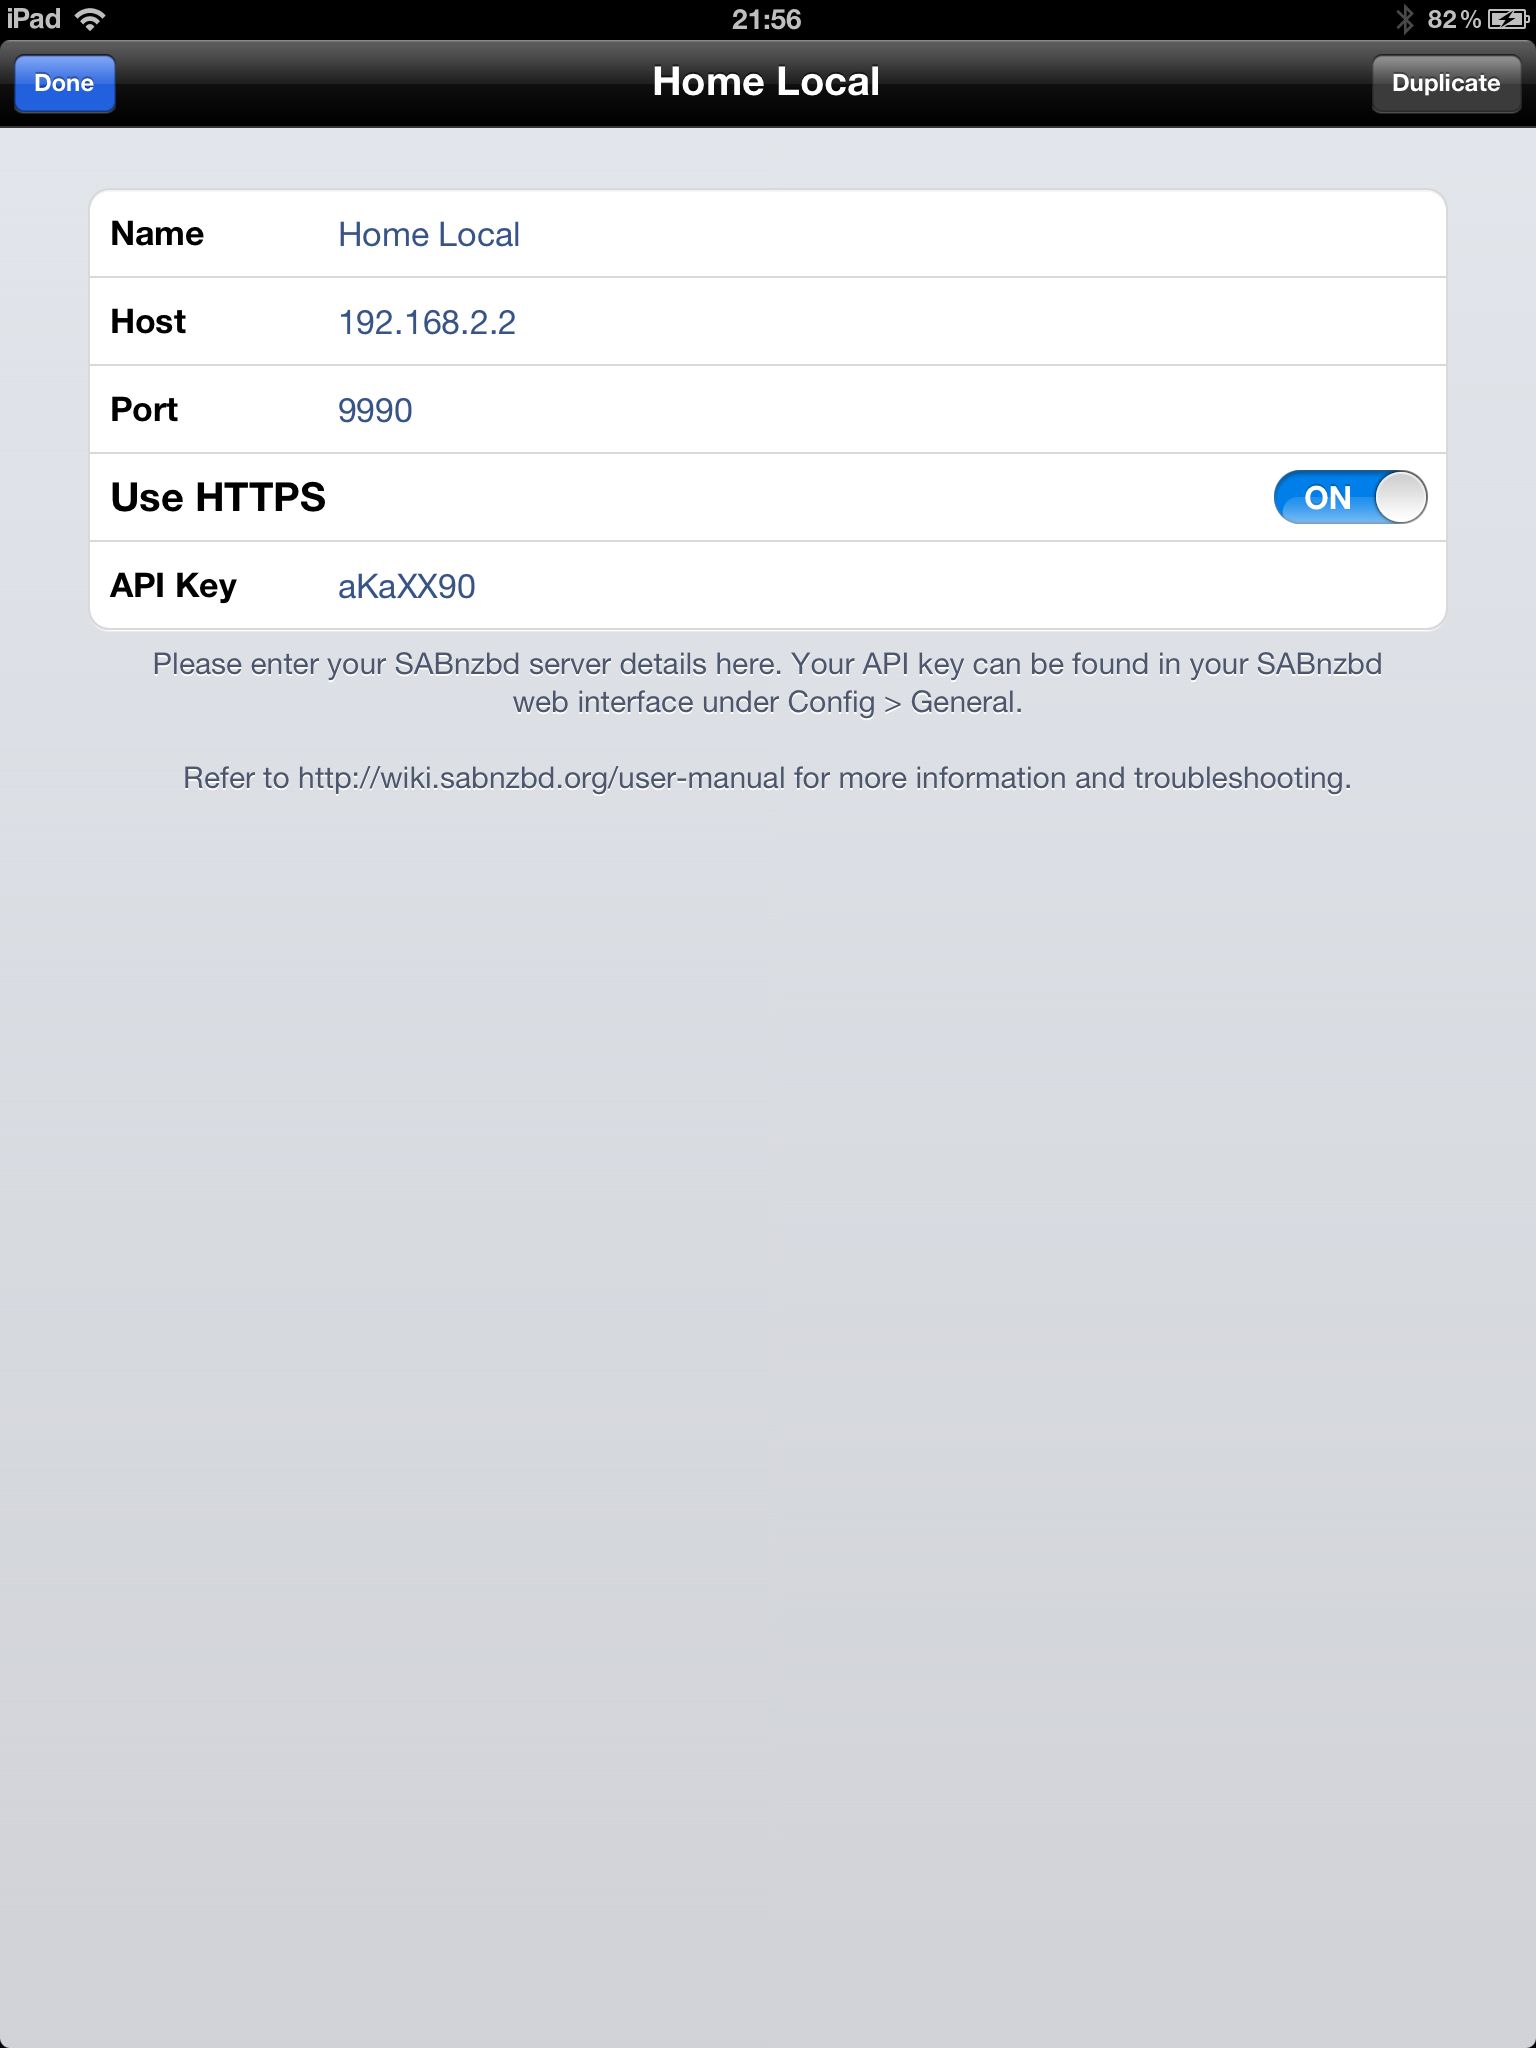 iPad 21:56 82%
Done Home Local Duplicate
Name Home Local
Host 192.168.2.2
Port 9990
Use HTTPS ON
API Key aKaXX90
Please enter your SABnzbd server details here. Your API key can be found in your SABnzbd
web interface under Config > General.
Refer to http://wiki.sabnzbd.org/user-manual for more information and troubleshooting.